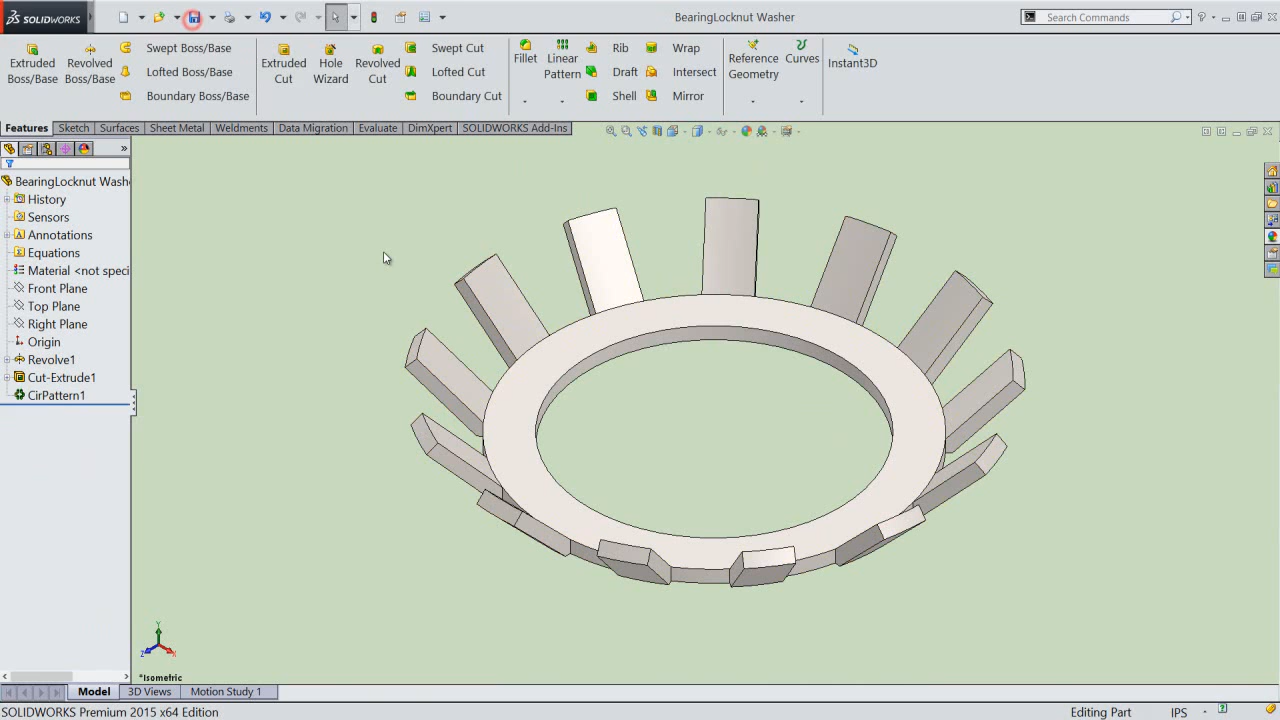 SOLIDWORKS
BearingLocknut Washer
Search Commands
Extruded Boss/Base
Revolved Boss/Base
Swept Boss/Base
Lofted Boss/Base
Boundary Boss/Base
Extruded Cut
Hole Wizard
Revolved Cut
Swept Cut
Lofted Cut
Boundary Cut
Fillet
Linear Pattern
Rib
Draft
Shell
Wrap
Intersect
Mirror
Reference Geometry
Curves
Instant3D
Features Sketch Surfaces Sheet Metal Weldments Data Migration Evaluate DimXpert SOLIDWORKS Add-Ins
BearingLocknut Washe
History
Sensors
Annotations
Equations
Material <not speci
Front Plane
Top Plane
Right Plane
Origin
Revolve1
Cut-Extrude1
CirPattern1
Y
Z
X
*Isometric
Model 3D Views Motion Study 1
SOLIDWORKS Premium 2015 x64 Edition
Editing Part
IPS